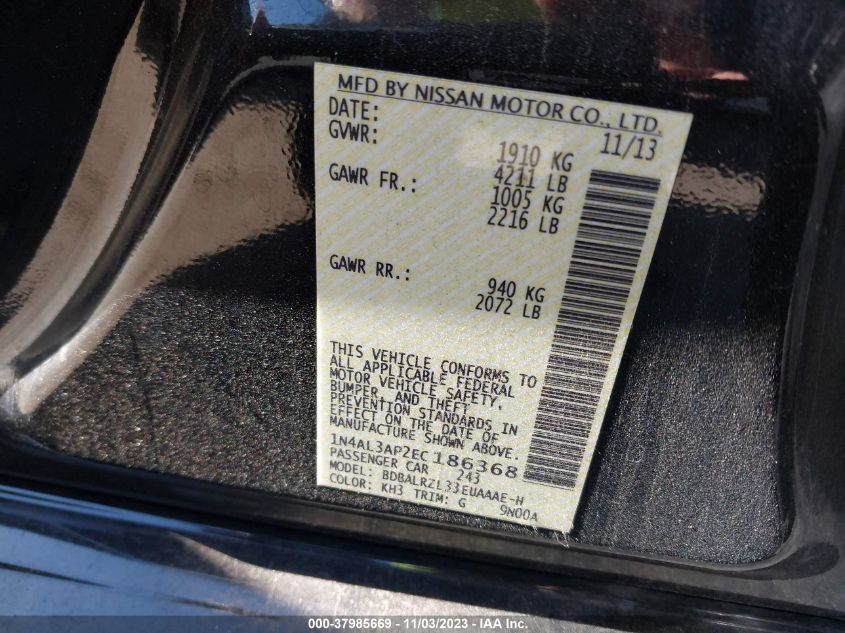 MFD BY NISSAN MOTOR CO., LTD.
DATE: 11/13
GVWR: 1910 KG
4211 LB
GAWR FR.: 1005 KG
2216 LB
GAWR RR.: 940 KG
2072 LB
THIS VEHICLE CONFORMS TO
ALL APPLICABLE FEDERAL
MOTOR VEHICLE SAFETY,
BUMPER, AND THEFT
PREVENTION STANDARDS IN
EFFECT ON THE DATE OF
MANUFACTURE SHOWN ABOVE.
1N4AL3AP2EC186368
PASSENGER CAR 243
MODEL: BDBALRZL33EUAAAE-H
COLOR: KH3 TRIM: G 9N00A
000-37985669 - 11/03/2023 - IAA Inc.